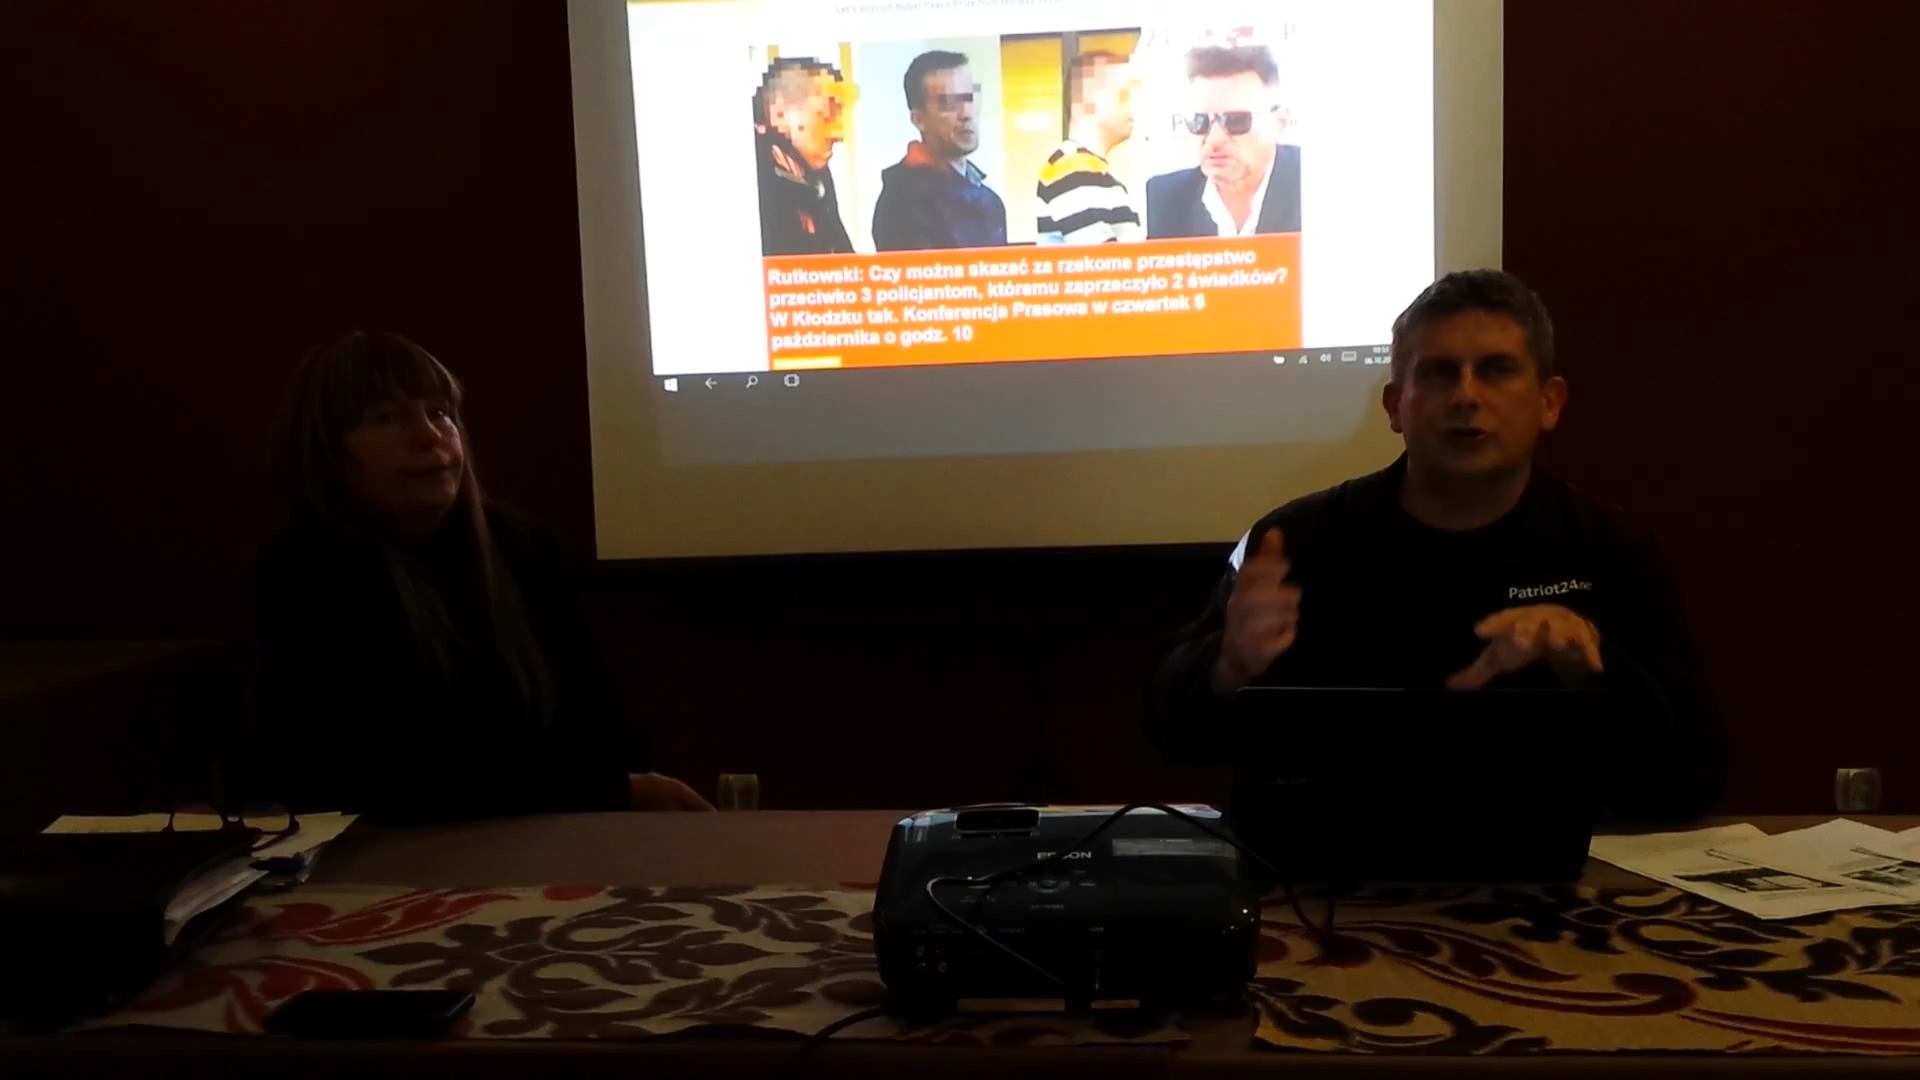 Rutkowski: Czy można skazać za rzekome przestępstwo
przeciwko 3 policjantom, któremu zaprzeczyło 2 świadków?
W Kłodzku tak. Konferencja Prasowa w czwartek 6
października o godz. 10
Patriot24.ne
EPSON